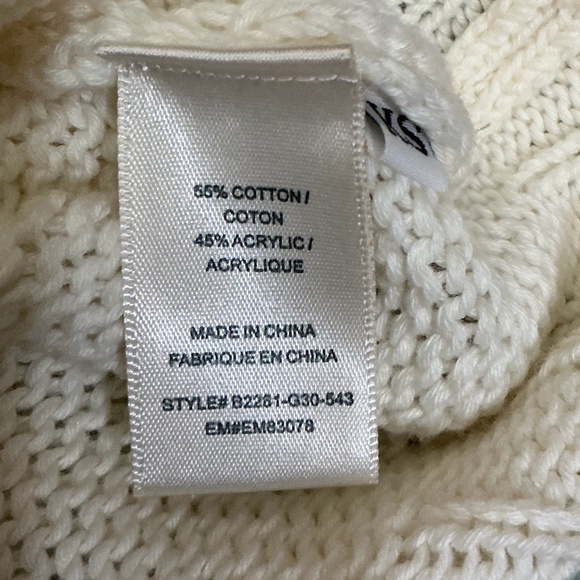 55% COTTON /
COTON
45% ACRYLIC /
ACRYLIQUE
MADE IN CHINA
FABRIQUE EN CHINA
STYLE# B2281-G30-543
EM#EM83078